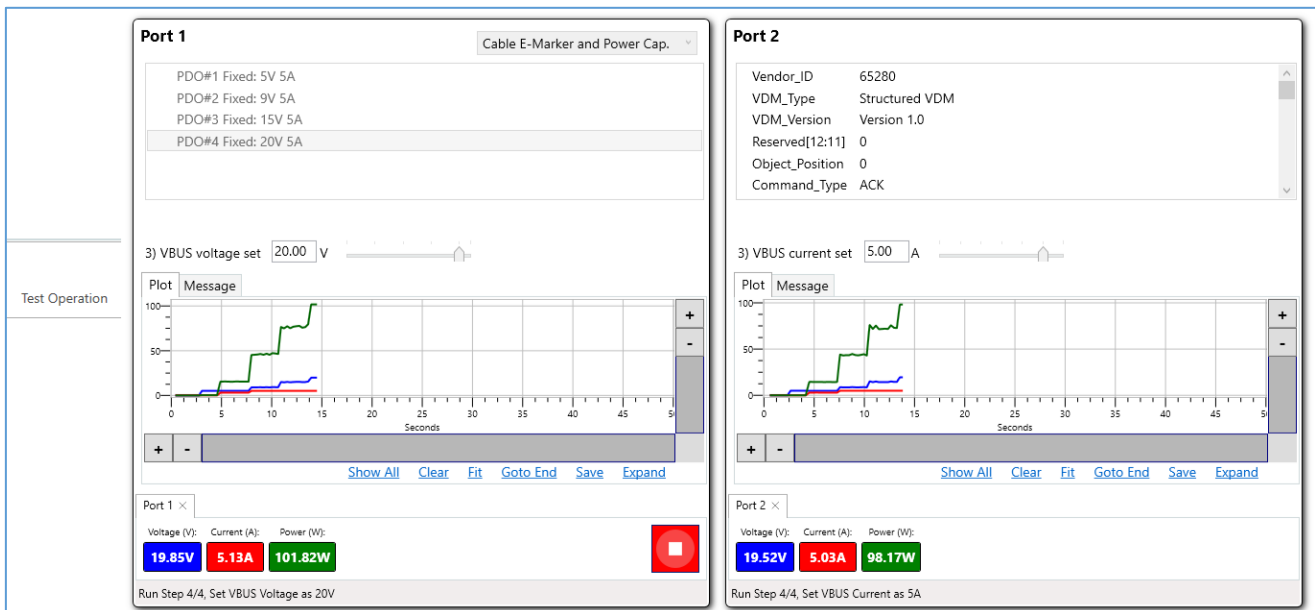 Test Operation
Port 1
Cable E-Marker and Power Cap.
PDO#1 Fixed: 5V 5A
PDO#2 Fixed: 9V 5A
PDO#3 Fixed: 15V 5A
PDO#4 Fixed: 20V 5A
3) VBUS voltage set 20.00 V
Plot Message
100
50
0
0 5 10 15 20 25 30 35 40 45 5
Seconds
+
-
+ -
Show All Clear Fit Goto End Save Expand
Port 1 ×
Voltage (V): Current (A): Power (W):
19.85V 5.13A 101.82W
Run Step 4/4, Set VBUS Voltage as 20V
Port 2
Vendor_ID 65280
VDM_Type Structured VDM
VDM_Version Version 1.0
Reserved[12:11] 0
Object_Position 0
Command_Type ACK
3) VBUS current set 5.00 A
Plot Message
100
50
0
0 5 10 15 20 25 30 35 40 45 5
Seconds
+
-
+ -
Show All Clear Fit Goto End Save Expand
Port 2 ×
Voltage (V): Current (A): Power (W):
19.52V 5.03A 98.17W
Run Step 4/4, Set VBUS Current as 5A